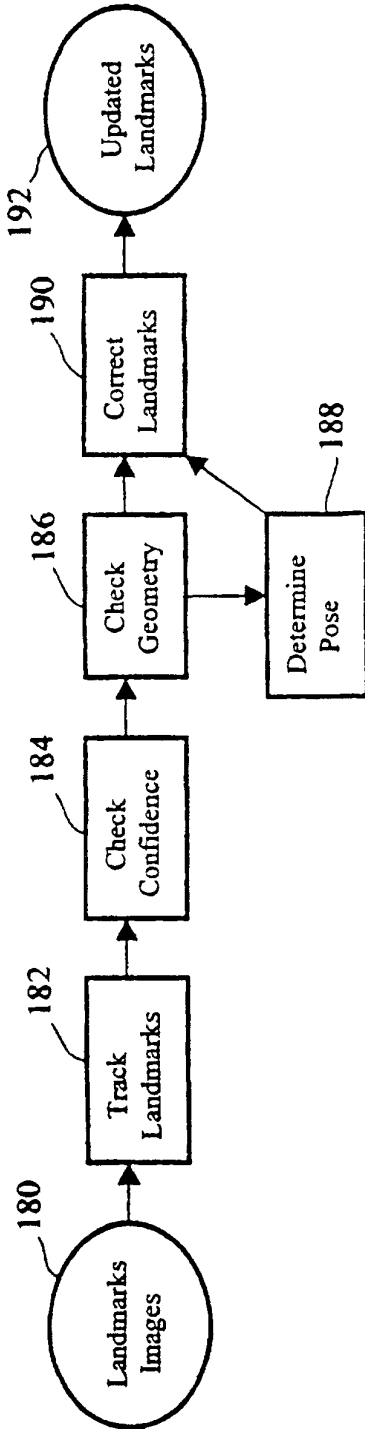 180
Landmarks
Images
182
Track
Landmarks
184
Check
Confidence
186
Check
Geometry
188
Determine
Pose
190
Correct
Landmarks
192
Updated
Landmarks